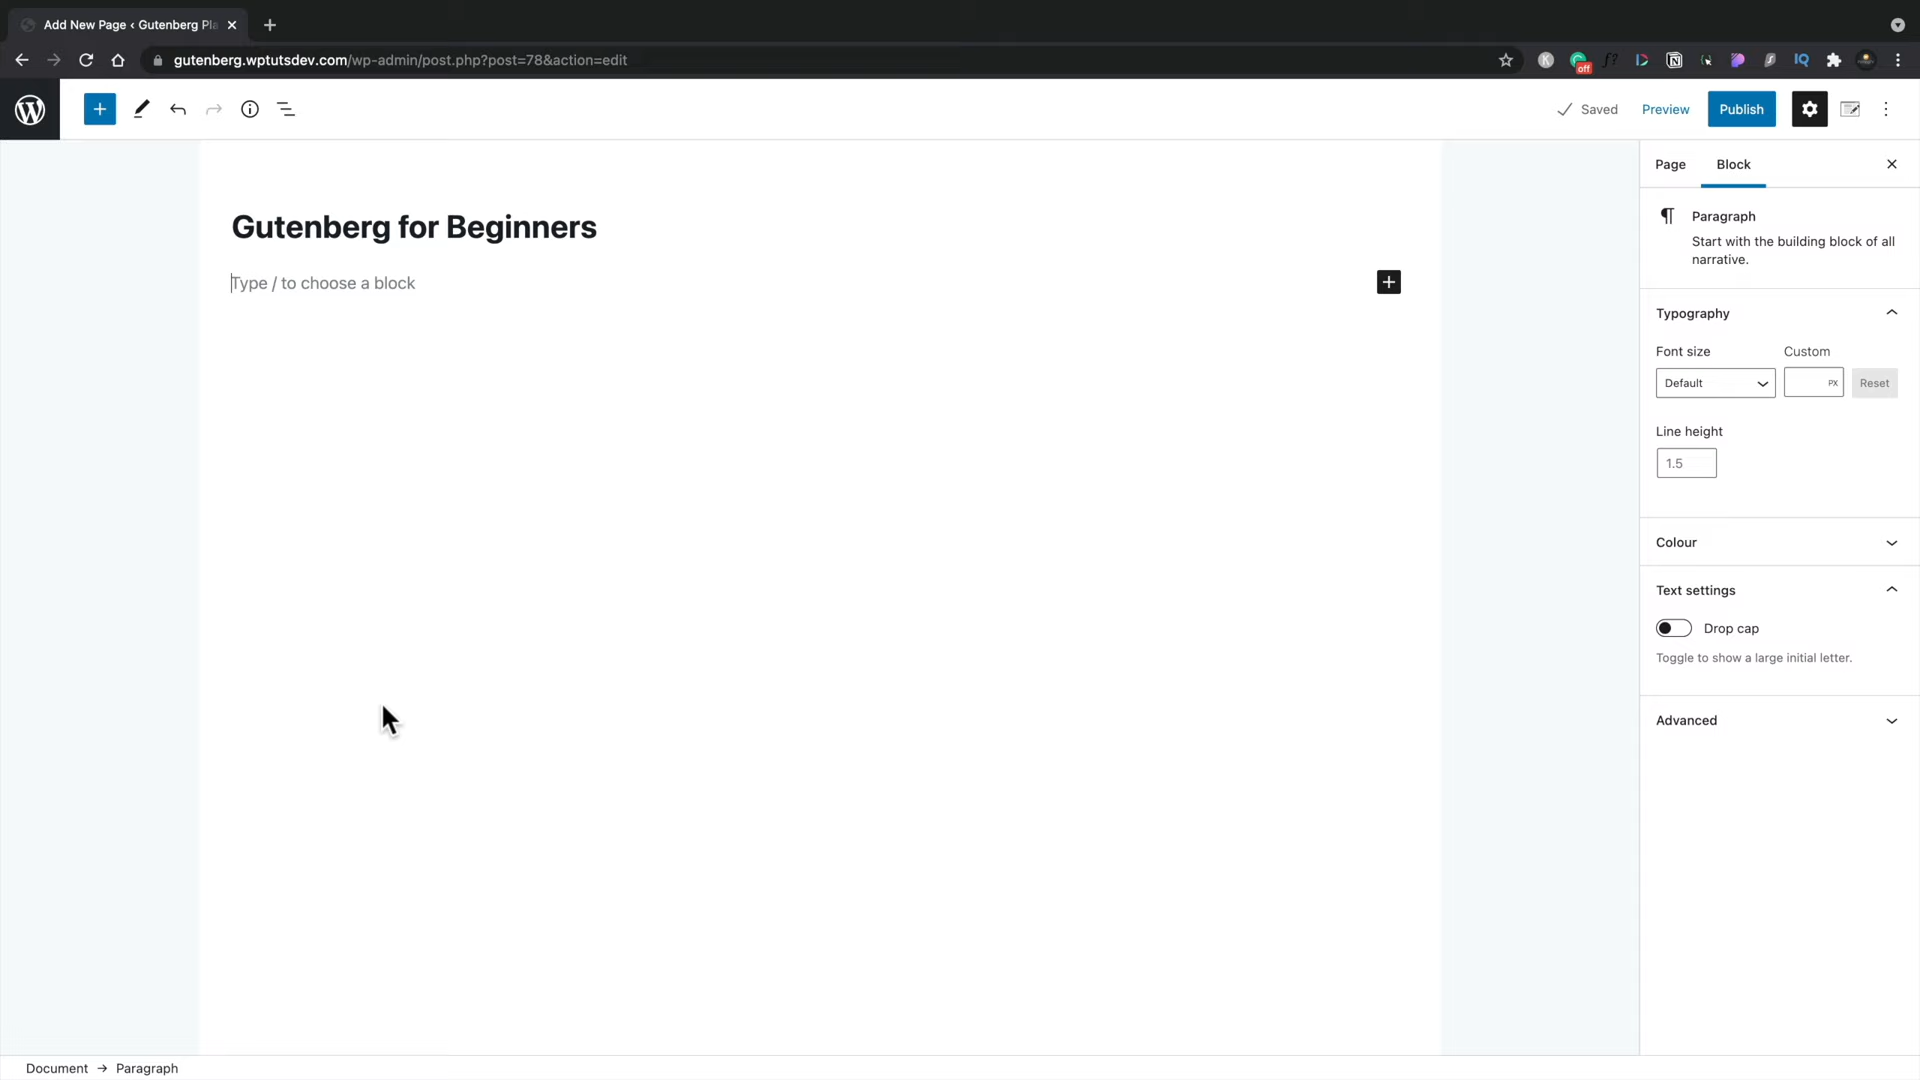 Add New Page ‹ Gutenberg Pla
gutenberg.wptutsdev.com/wp-admin/post.php?post=78&action=edit
off
Saved
Preview
Publish
Page
Block
Gutenberg for Beginners
Type / to choose a block
Paragraph
Start with the building block of all
narrative.
Typography
Font size
Custom
Default
PX
Reset
Line height
1.5
Colour
Text settings
Drop cap
Toggle to show a large initial letter.
Advanced
Document → Paragraph